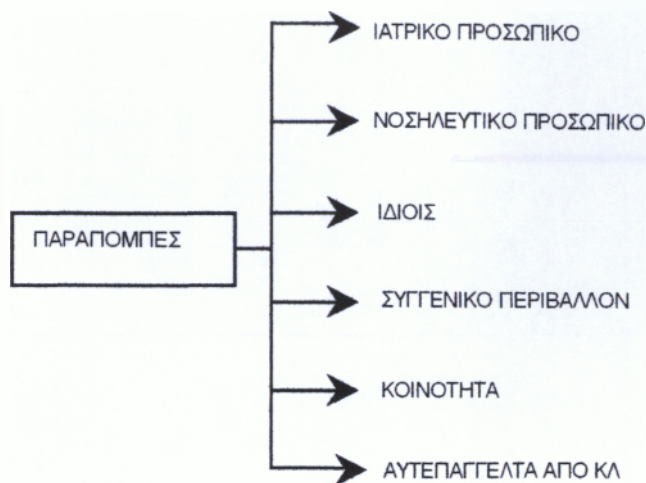 ΙΑΤΡΙΚΟ ΠΡΟΣΩΠΙΚΟ
ΝΟΣΗΛΕΥΤΙΚΟ ΠΡΟΣΩΠΙΚΟ
ΠΑΡΑΠΟΜΠΕΣ
ΙΔΙΟΙΣ
ΣΥΓΓΕΝΙΚΟ ΠΕΡΙΒΑΛΛΟΝ
ΚΟΙΝΟΤΗΤΑ
ΑΥΤΕΠΑΓΓΕΛΤΑ ΑΠΟ ΚΛ